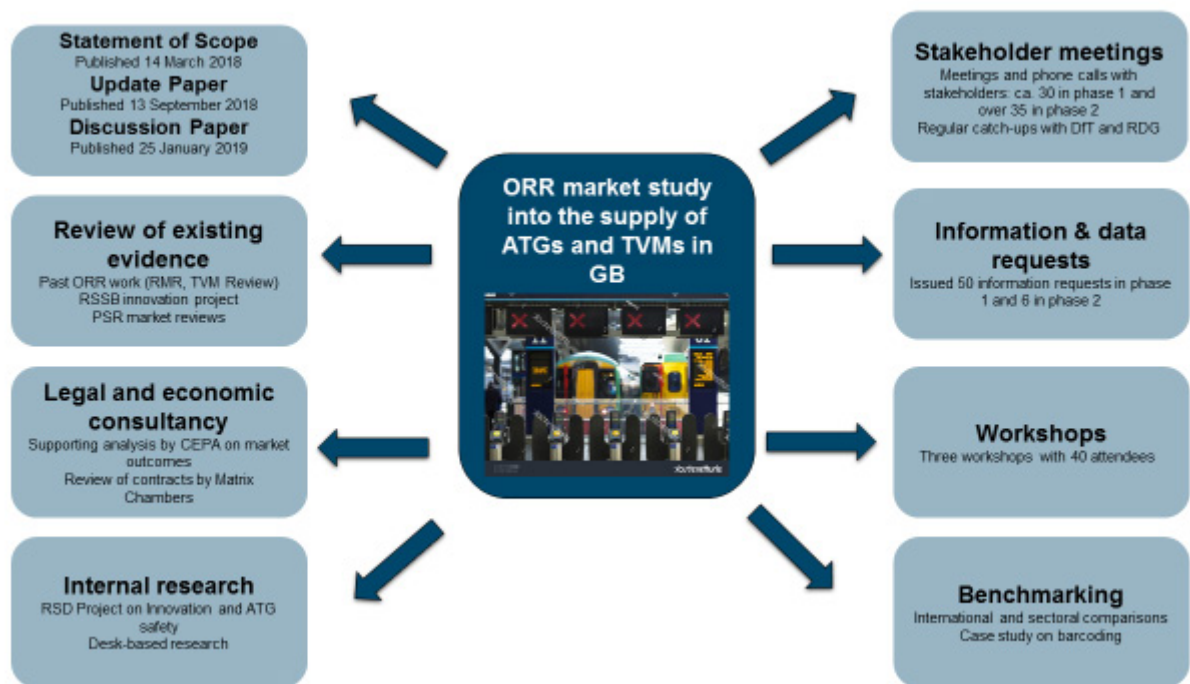 Statement of Scope
Published 14 March 2018
Update Paper
Published 13 September 2018
Discussion Paper
Published 25 January 2019
Review of existing
evidence
Past ORR work (RMR, TVM Review)
RSSB innovation project
PSR market reviews
Legal and economic
consultancy
Supporting analysis by CEPA on market
outcomes
Review of contracts by Matrix
Chambers
Internal research
RSD Project on Innovation and ATG
safety
Desk-based research
ORR market study
into the supply of
ATGs and TVMs in
GB
Stakeholder meetings
Meetings and phone calls with
stakeholders: ca. 30 in phase 1 and
over 35 in phase 2
Regular catch-ups with DfT and RDG
Information & data
requests
Issued 50 information requests in phase
1 and 6 in phase 2
Workshops
Three workshops with 40 attendees
Benchmarking
International and sectoral comparisons
Case study on barcoding